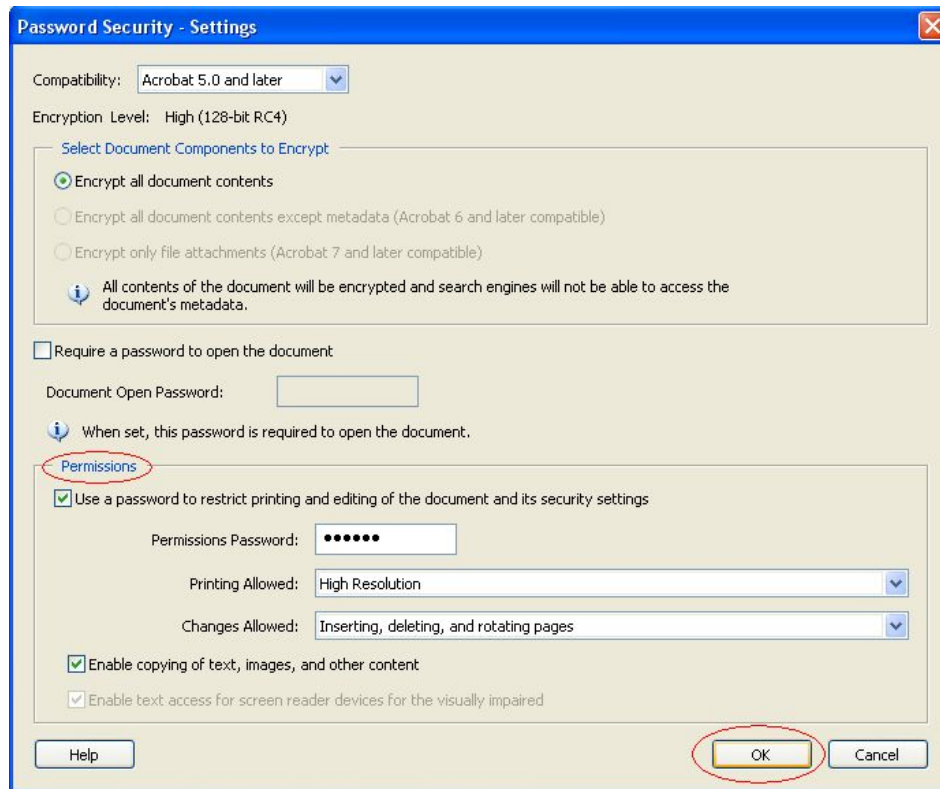 Password Security - Settings
Compatibility: Acrobat 5.0 and later
Encryption Level: High (128-bit RC4)
Select Document Components to Encrypt
Encrypt all document contents
Encrypt all document contents except metadata (Acrobat 6 and later compatible)
Encrypt only file attachments (Acrobat 7 and later compatible)
All contents of the document will be encrypted and search engines will not be able to access the
document's metadata.
Require a password to open the document
Document Open Password:
When set, this password is required to open the document.
Permissions
Use a password to restrict printing and editing of the document and its security settings
Permissions Password: ••••••
Printing Allowed: High Resolution
Changes Allowed: Inserting, deleting, and rotating pages
Enable copying of text, images, and other content
Enable text access for screen reader devices for the visually impaired
Help OK Cancel